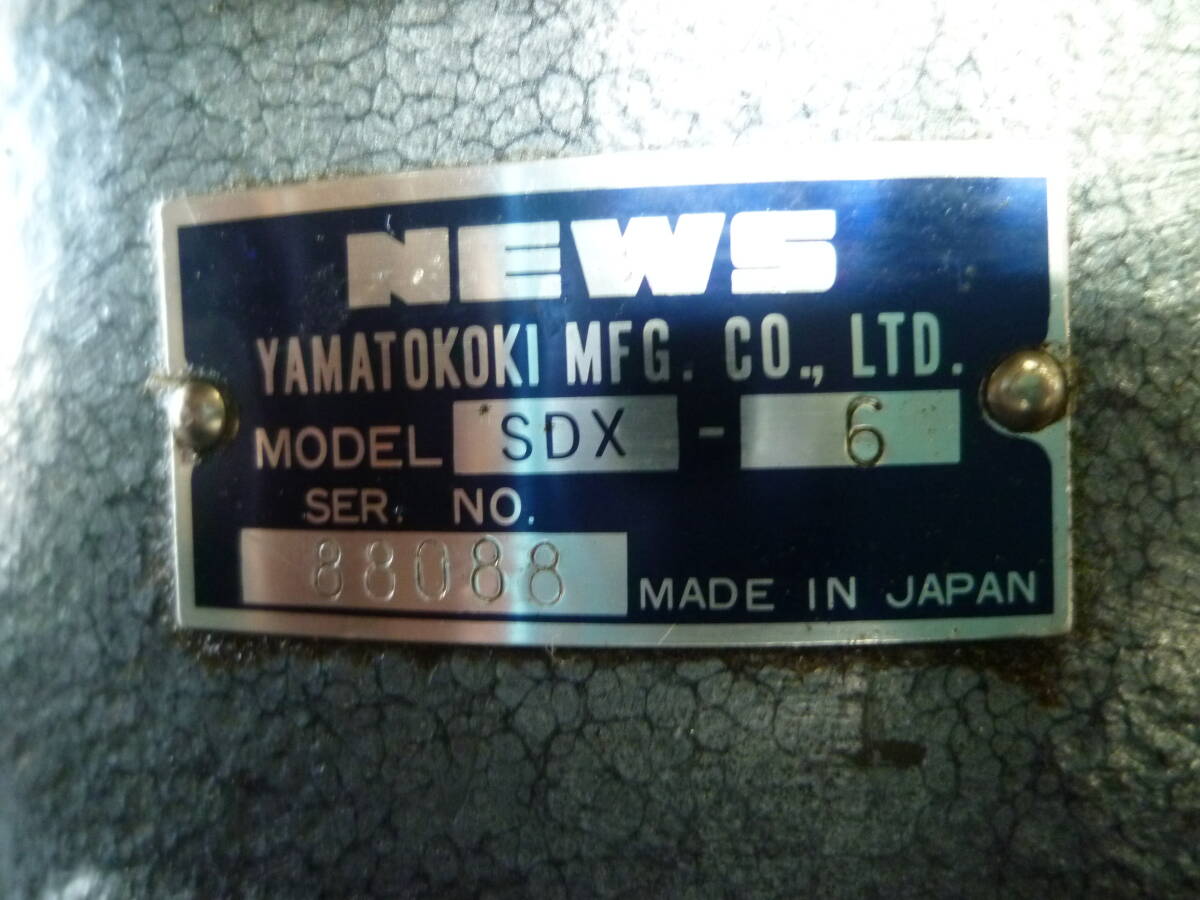 NEWS
YAMATOKOKI MFG. CO., LTD.
MODEL SDX - 6
SER. NO.
88088 MADE IN JAPAN